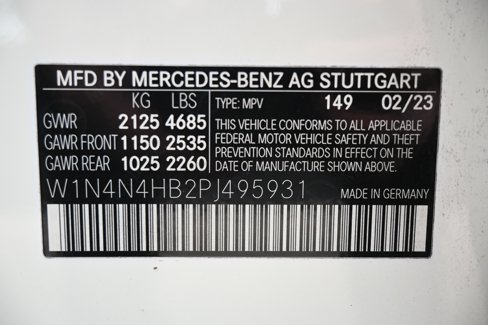 MFD BY MERCEDES-BENZ AG STUTTGART
KG LBS TYPE: MPV 149 02/23
GVWR 2125 4685
GAWR FRONT 1150 2535
GAWR REAR 1025 2260
THIS VEHICLE CONFORMS TO ALL APPLICABLE
FEDERAL MOTOR VEHICLE SAFETY AND THEFT
PREVENTION STANDARDS IN EFFECT ON THE
DATE OF MANUFACTURE SHOWN ABOVE.
W1N4N4HB2PJ495931 MADE IN GERMANY